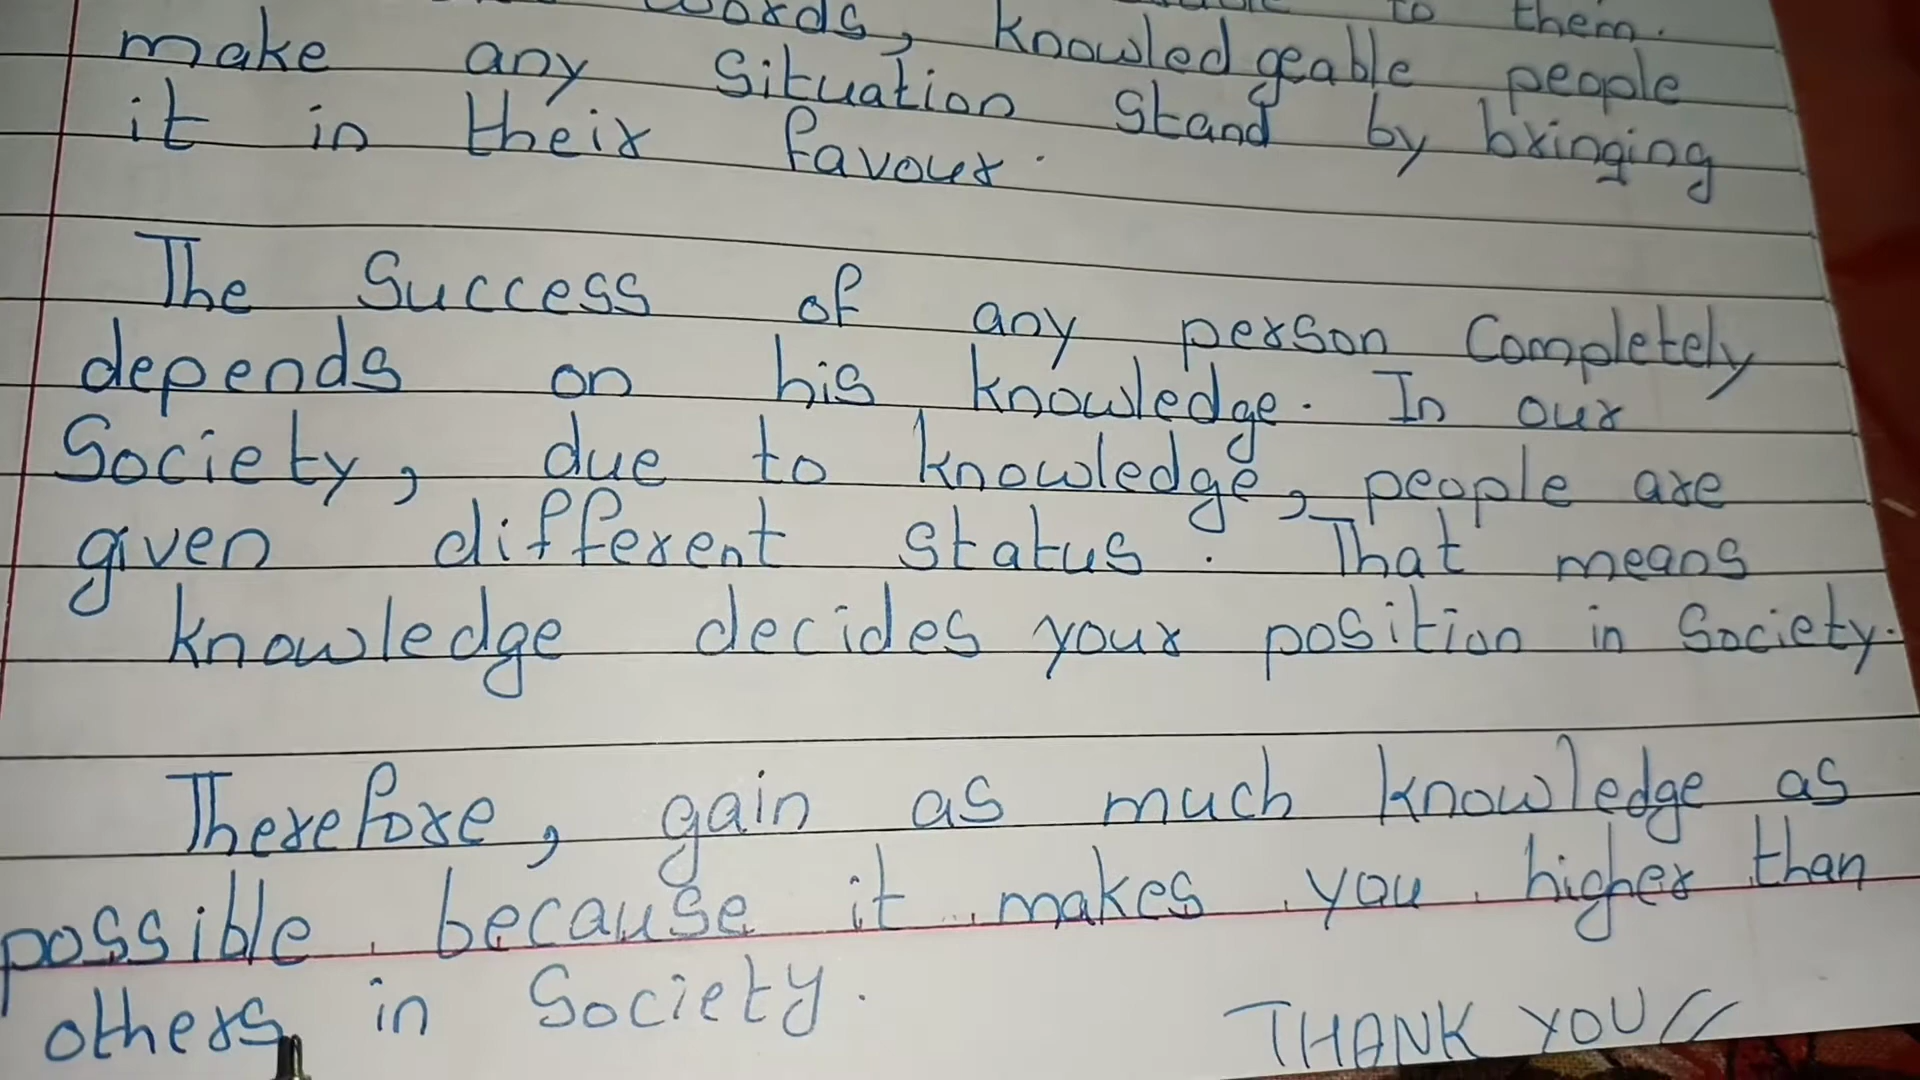 words, knowledgeable people
make any situation stand by bringing
it in their favour.
The Success of any person Completely
depends on his knowledge. In our
Society, due to knowledge, people are
given different status. That means
knowledge decides your position in Society.
Therefore, gain as much knowledge as
possible because it makes you higher than
others in Society.
THANK YOU //